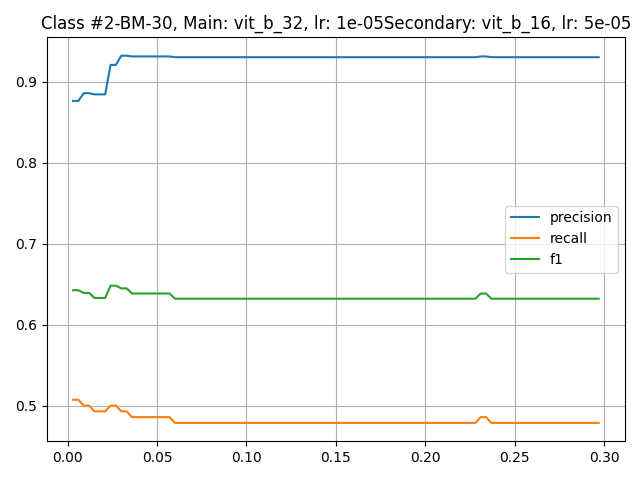 Class #2-BM-30, Main: vit_b_32, lr: 1e-05Secondary: vit_b_16, lr: 5e-05
0.9
0.8
0.7
0.6
0.5
precision
recall
f1
0.00 0.05 0.10 0.15 0.20 0.25 0.30